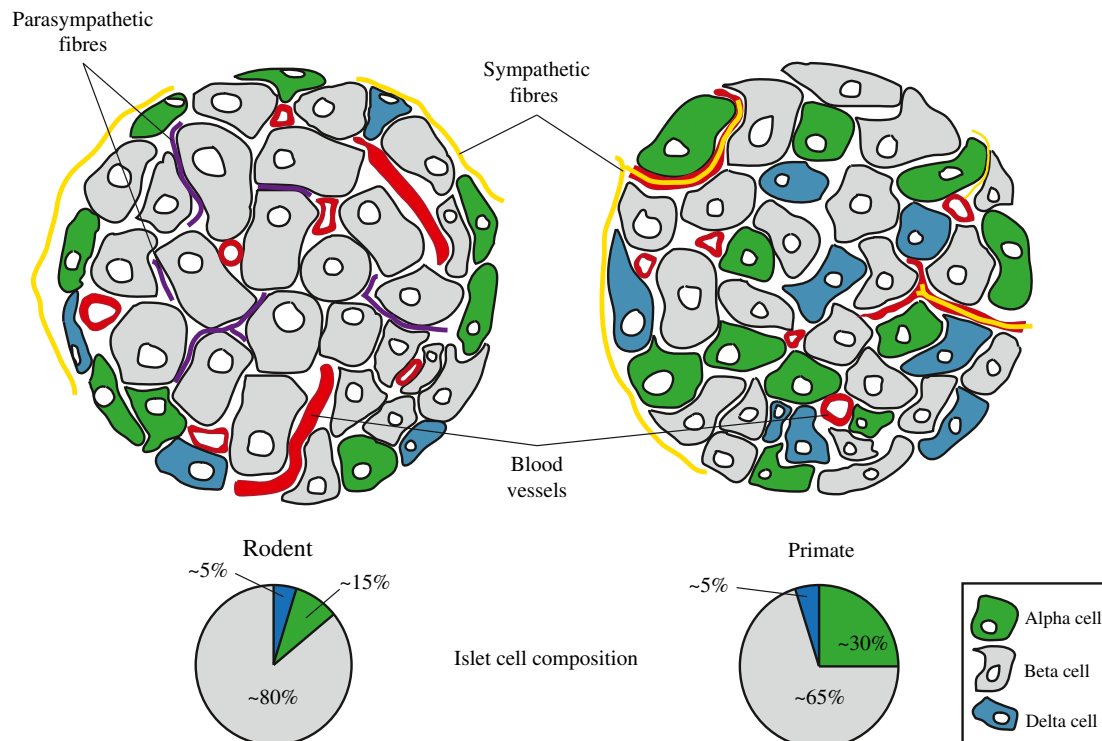 Parasympathetic
fibres
Sympathetic
fibres
Blood
vessels
Rodent
Primate
~5%
~15%
~80%
Islet cell composition
~5%
~30%
~65%
Alpha cell
Beta cell
Delta cell